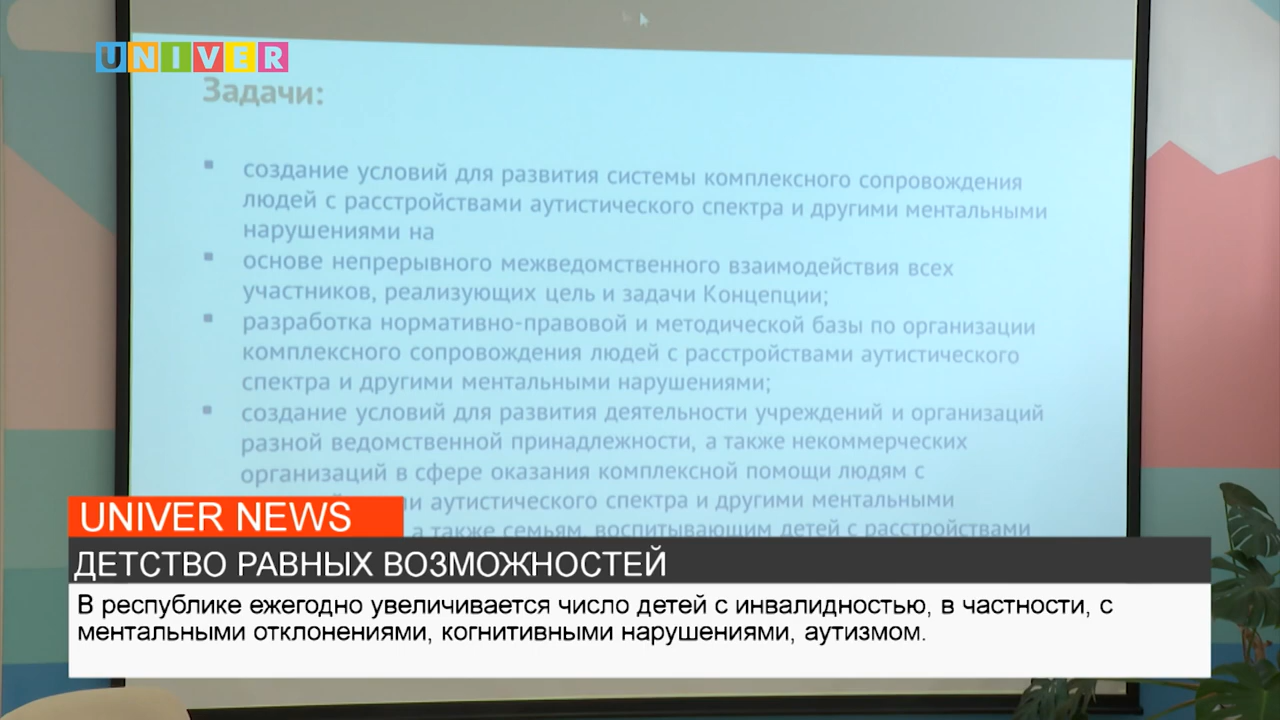 UNIVER
Задачи:
▪ создание условий для развития системы комплексного сопровождения
людей с расстройствами аутистического спектра и другими ментальными
нарушениями на
▪ основе непрерывного межведомственного взаимодействия всех
участников, реализующих цель и задачи Концепции;
▪ разработка нормативно-правовой и методической базы по организации
комплексного сопровождения людей с расстройствами аутистического
спектра и другими ментальными нарушениями;
▪ создание условий для развития деятельности учреждений и организаций
разной ведомственной принадлежности, а также некоммерческих
организаций в сфере оказания комплексной помощи людям с
аутистического спектра и другими ментальными
а также семьям, воспитывающим детей с расстройствами
UNIVER NEWS
ДЕТСТВО РАВНЫХ ВОЗМОЖНОСТЕЙ
В республике ежегодно увеличивается число детей с инвалидностью, в частности, с
ментальными отклонениями, когнитивными нарушениями, аутизмом.